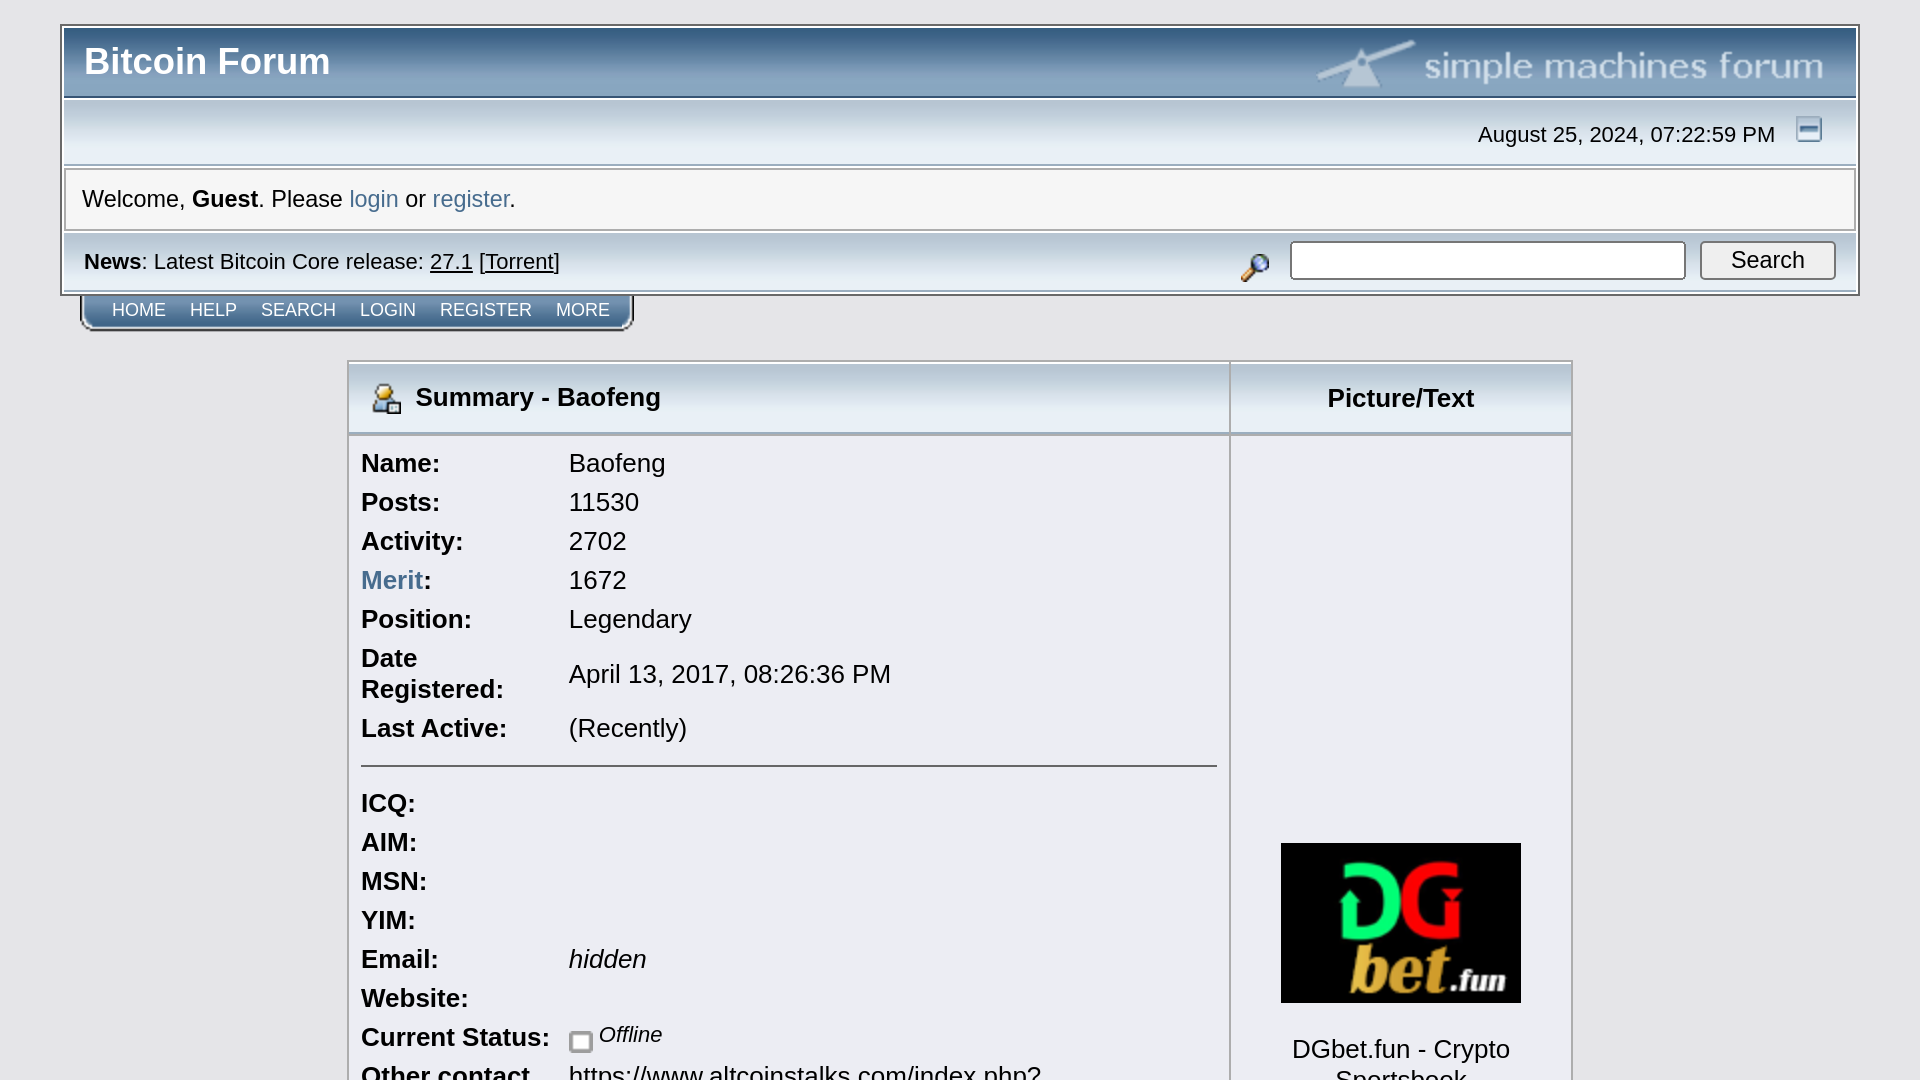 Bitcoin Forum
simple machines forum
August 25, 2024, 07:22:59 PM
Welcome, Guest. Please login or register.
News: Latest Bitcoin Core release: 27.1 [Torrent]
Search
HOME HELP SEARCH LOGIN REGISTER MORE
Summary - Baofeng
Picture/Text
Name: Baofeng
Posts: 11530
Activity: 2702
Merit: 1672
Position: Legendary
Date
Registered: April 13, 2017, 08:26:36 PM
Last Active: (Recently)
ICQ:
AIM:
MSN:
YIM:
Email: hidden
Website:
Current Status: Offline
Other contact https://www.altcoinstalks.com/index.php?
DG
bet.fun
DGbet.fun - Crypto
Sportsbook